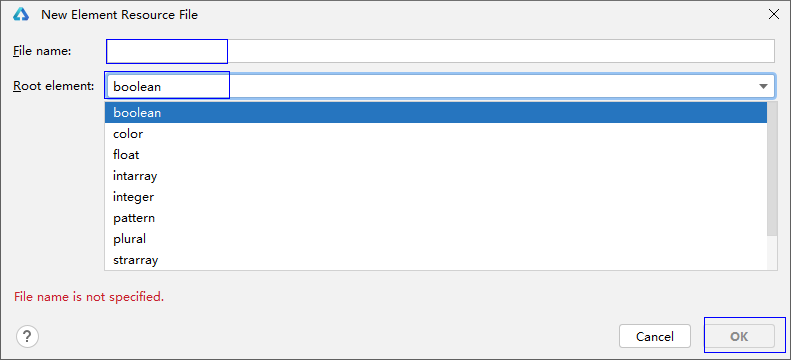 New Element Resource File
File name:
Root element: boolean
boolean
color
float
intarray
integer
pattern
plural
strarray
File name is not specified.
? Cancel OK